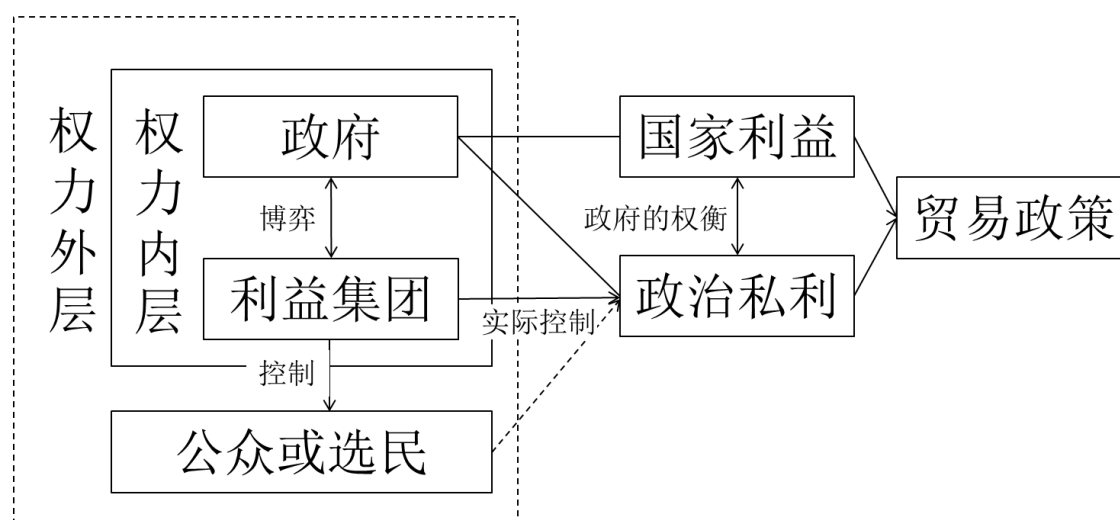 权力外层
权力内层
政府
国家利益
博弈
政府的权衡
贸易政策
利益集团
政治私利
实际控制
控制
公众或选民